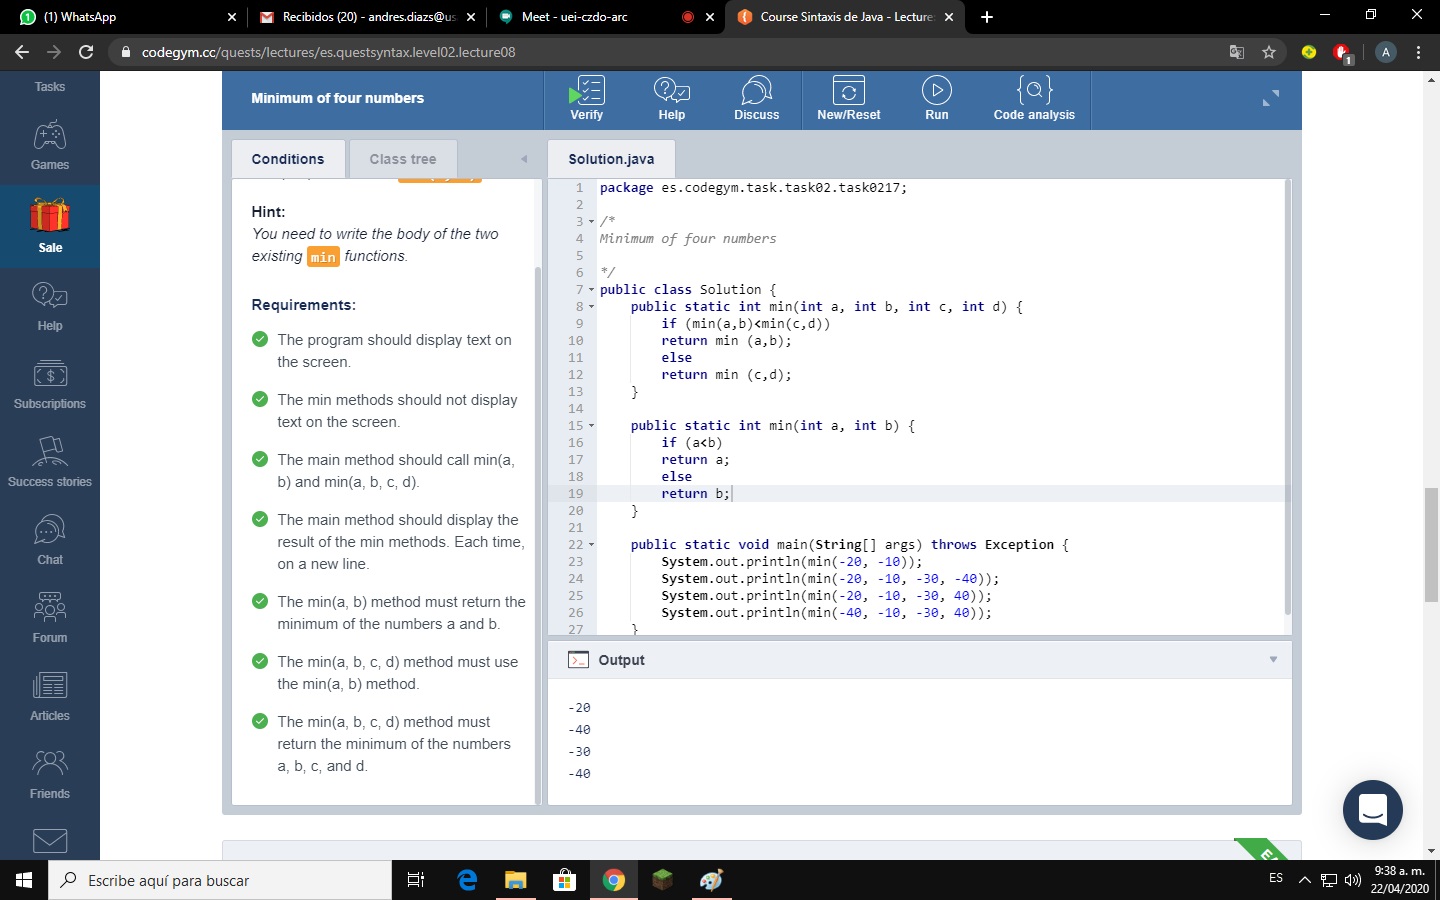 (1) WhatsApp
Recibidos (20) - andres.diazs@us
Meet - uei-czdo-arc
Course Sintaxis de Java - Lecture
codegym.cc/quests/lectures/es.questsyntax.level02.lecture08
1
A
Tasks
Games
Sale
Help
Subscriptions
Success stories
Chat
Forum
Articles
Friends
Minimum of four numbers
Verify
Help
Discuss
New/Reset
Run
Code analysis
Conditions
Class tree
Hint:
You need to write the body of the two
existing min functions.
Requirements:
The program should display text on
the screen.
The min methods should not display
text on the screen.
The main method should call min(a,
b) and min(a, b, c, d).
The main method should display the
result of the min methods. Each time,
on a new line.
The min(a, b) method must return the
minimum of the numbers a and b.
The min(a, b, c, d) method must use
the min(a, b) method.
The min(a, b, c, d) method must
return the minimum of the numbers
a, b, c, and d.
Solution.java
1 package es.codegym.task.task02.task0217;
2
3 /*
4 Minimum of four numbers
5
6 */
7 public class Solution {
8 public static int min(int a, int b, int c, int d) {
9 if (min(a,b)<min(c,d))
10 return min (a,b);
11 else
12 return min (c,d);
13 }
14
15 public static int min(int a, int b) {
16 if (a<b)
17 return a;
18 else
19 return b;
20 }
21
22 public static void main(String[] args) throws Exception {
23 System.out.println(min(-20, -10));
24 System.out.println(min(-20, -10, -30, -40));
25 System.out.println(min(-20, -10, -30, 40));
26 System.out.println(min(-40, -10, -30, 40));
27 }
Output
-20
-40
-30
-40
Escribe aquí para buscar
ES
9:38 a. m.
22/04/2020